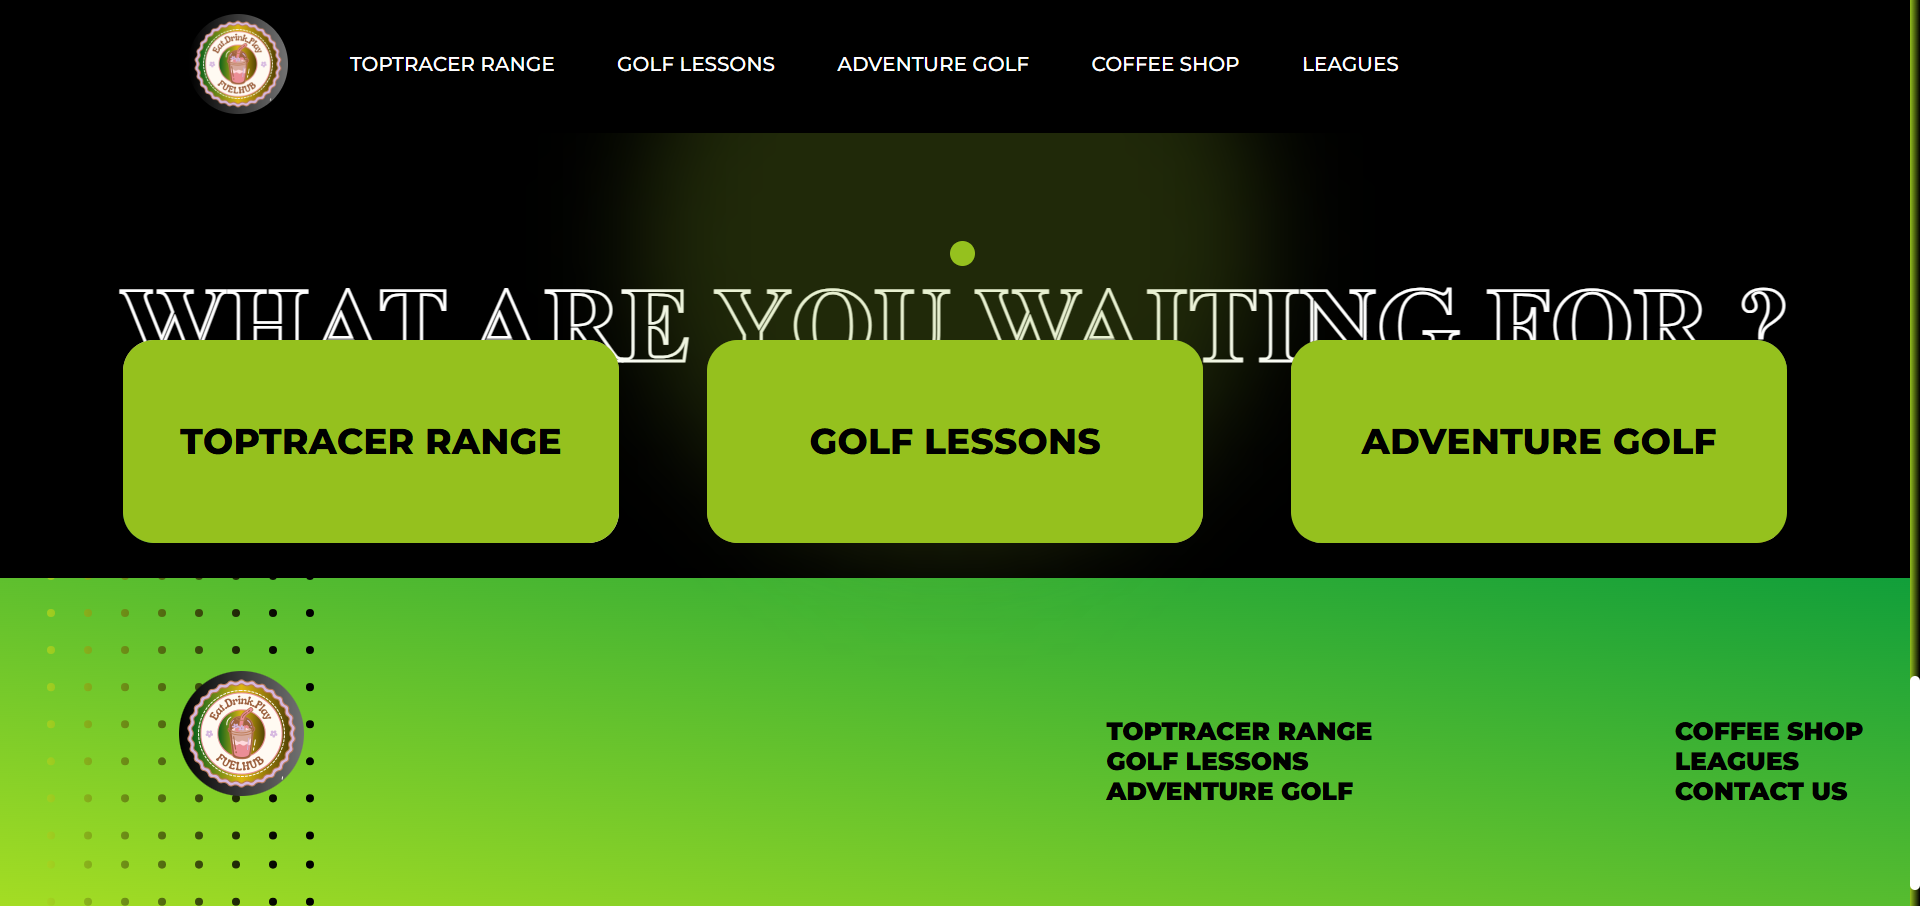 Eat.Drink.Play
FUELHUB
TOPTRACER RANGE
GOLF LESSONS
ADVENTURE GOLF
COFFEE SHOP
LEAGUES
WHAT ARE YOU WAITING FOR ?
TOPTRACER RANGE
GOLF LESSONS
ADVENTURE GOLF
Eat.Drink.Play
FUELHUB
TOPTRACER RANGE
GOLF LESSONS
ADVENTURE GOLF
COFFEE SHOP
LEAGUES
CONTACT US